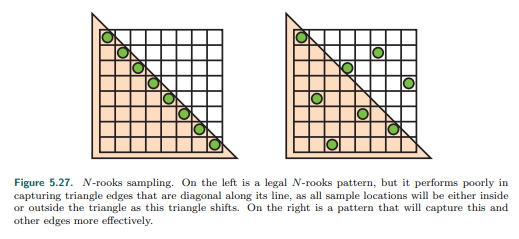 Figure 5.27. N-rooks sampling. On the left is a legal N-rooks pattern, but it performs poorly in
capturing triangle edges that are diagonal along its line, as all sample locations will be either inside
or outside the triangle as this triangle shifts. On the right is a pattern that will capture this and
other edges more effectively.